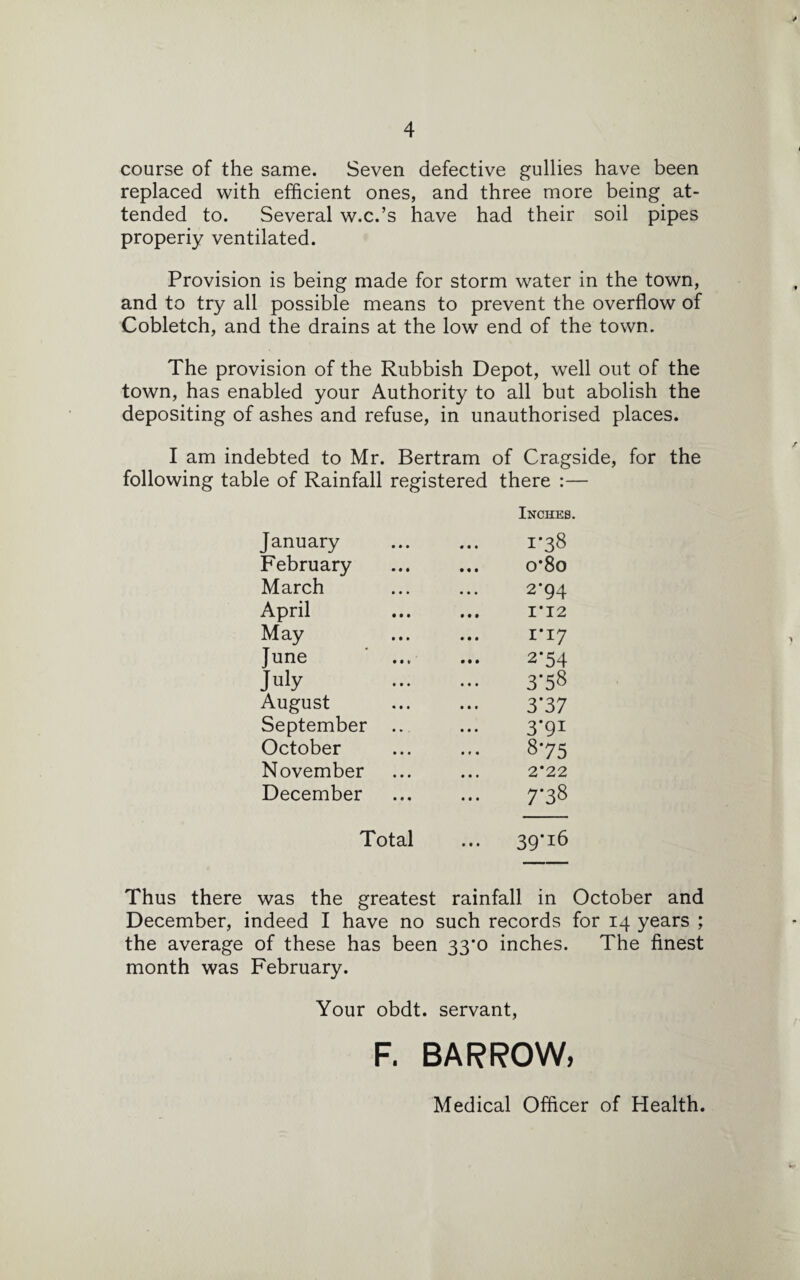 4
course of the same. Seven defective gullies have been
replaced with efficient ones, and three more being at-
tended to. Several w.c.’s have had their soil pipes
properiy ventilated.
Provision is being made for storm water in the town,
and to try all possible means to prevent the overflow of
Cobletch, and the drains at the low end of the town.
The provision of the Rubbish Depot, well out of the
town, has enabled your Authority to all but abolish the
depositing of ashes and refuse, in unauthorised places.
I am indebted to Mr. Bertram of Cragside, for the
following table of Rainfall registered there :—
Inches.
January ... ... 1·38
February ... ... 0·80
March ... ... 2·94
April ... ... 1·12
May ... ... 1·17
June ... ... 2·54
July ... ... 3·58
August ... ... 3·37
September .. ... 3·91
October ... ... 8·75
November ... ... 2·22
December ... ... 7·38
Total ... 39·16
Thus there was the greatest rainfall in October and
December, indeed I have no such records for 14 years ;
the average of these has been 33·0 inches. The finest
month was February.
Your obdt. servant,
F. BARROW,
Medical Officer of Health.